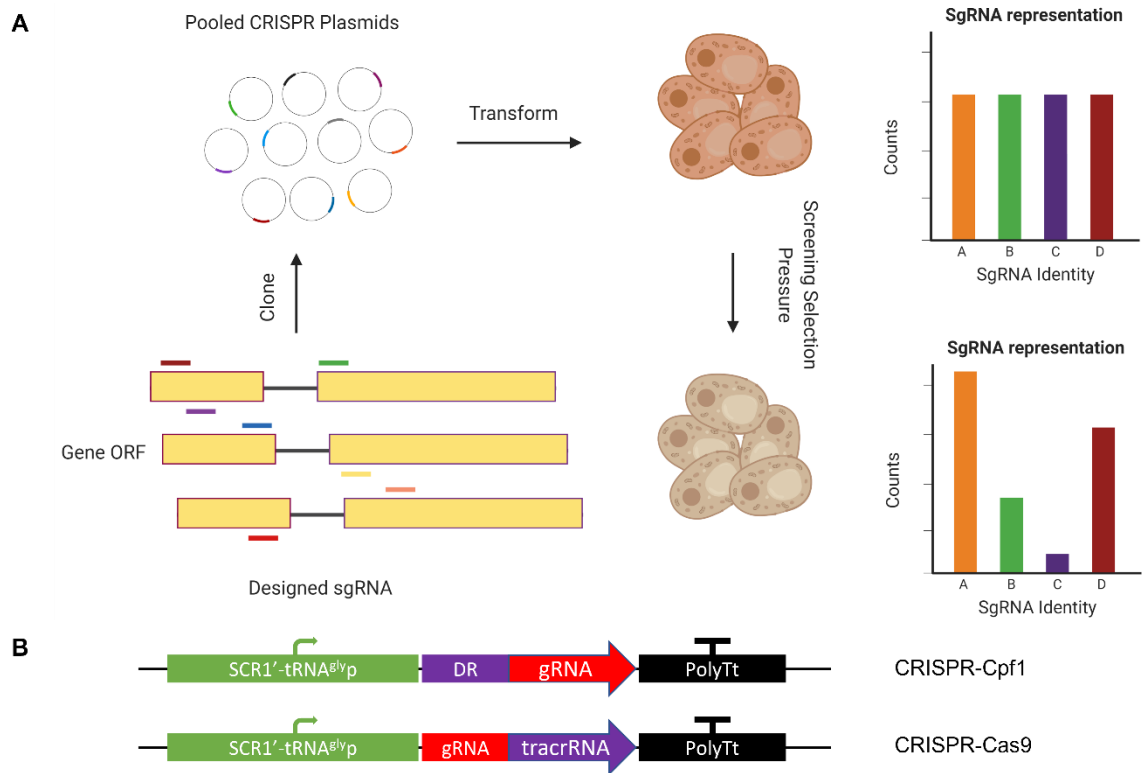 A
Pooled CRISPR Plasmids
Transform
SgRNA representation
Counts
A B C D
SgRNA Identity
Screening Selection
Pressure
Clone
Gene ORF
Designed sgRNA
SgRNA representation
Counts
A B C D
SgRNA Identity
B
SCR1′-tRNAᵍˡʸp DR gRNA PolyTt CRISPR-Cpf1
SCR1′-tRNAᵍˡʸp gRNA tracrRNA PolyTt CRISPR-Cas9